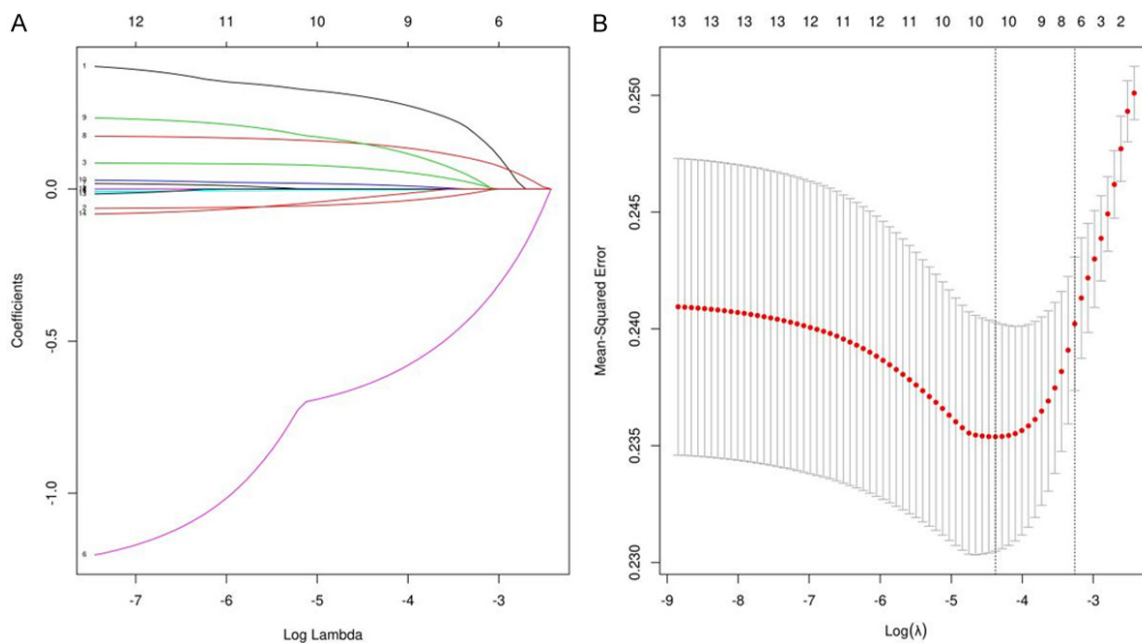 A
12 11 10 9 6
0.0
-0.5
-1.0
Coefficients
1
9
8
3
2
14
6
-7 -6 -5 -4 -3
Log Lambda
B
13 13 13 13 12 11 12 11 10 10 10 9 8 6 3 2
0.250
0.245
0.240
0.235
0.230
Mean-Squared Error
-9 -8 -7 -6 -5 -4 -3
Log(λ)